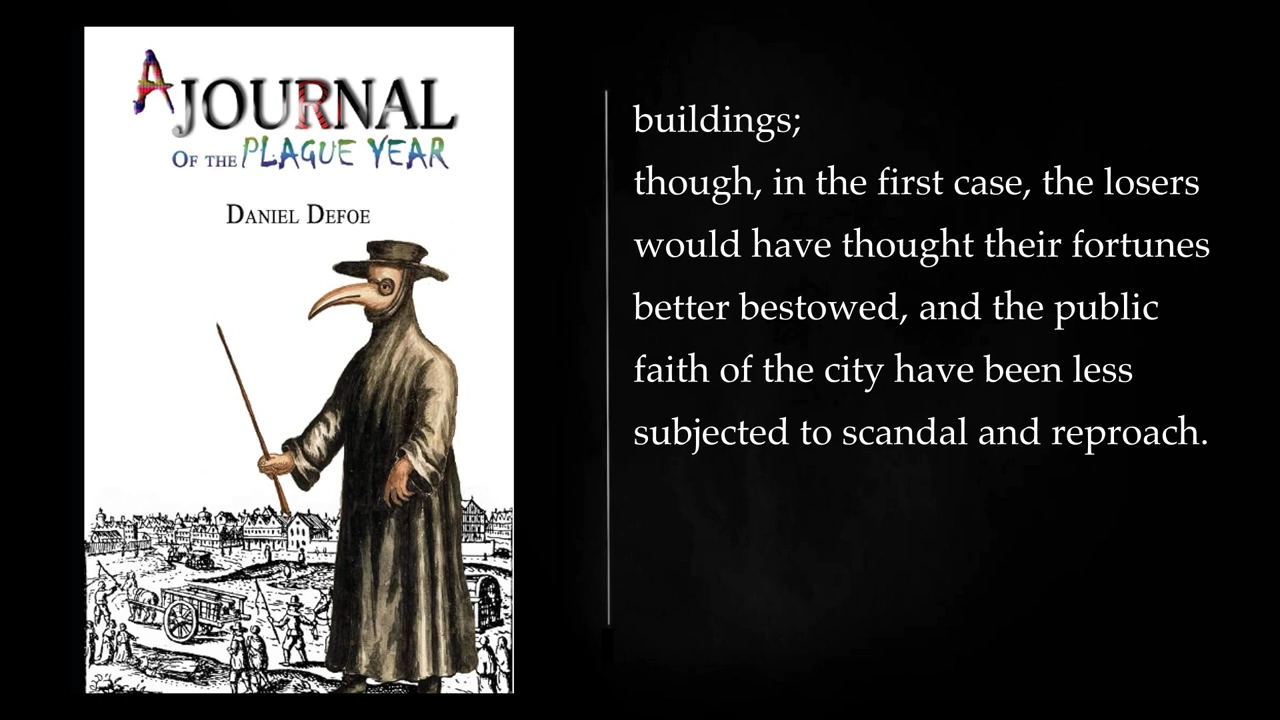 A JOURNAL
OF THE PLAGUE YEAR
DANIEL DEFOE
buildings;
though, in the first case, the losers
would have thought their fortunes
better bestowed, and the public
faith of the city have been less
subjected to scandal and reproach.